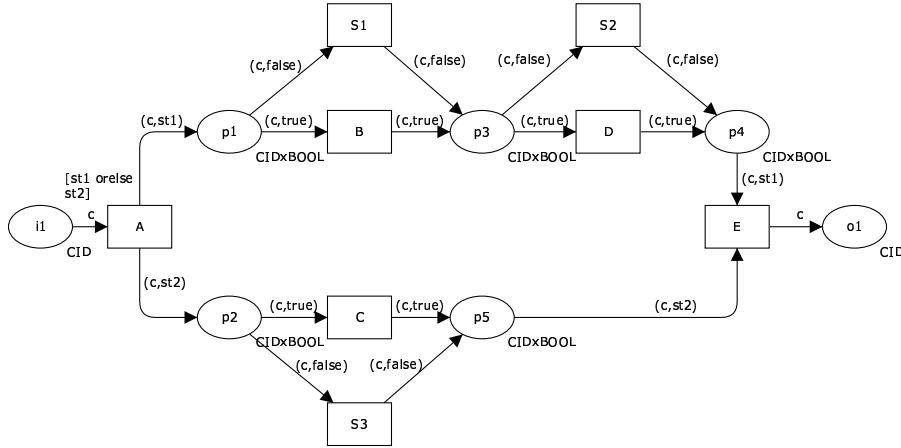 S1
S2
(c,false)
(c,false)
(c,false)
(c,false)
(c,st1)
p1
(c,true)
B
(c,true)
p3
(c,true)
D
(c,true)
p4
CIDxBOOL
CIDxBOOL
CIDxBOOL
[st1 orelse
st2]
(c,st1)
i1
c
A
E
c
o1
CID
CID
(c,st2)
(c,st2)
p2
(c,true)
C
(c,true)
p5
CIDxBOOL
CIDxBOOL
(c,false)
(c,false)
S3